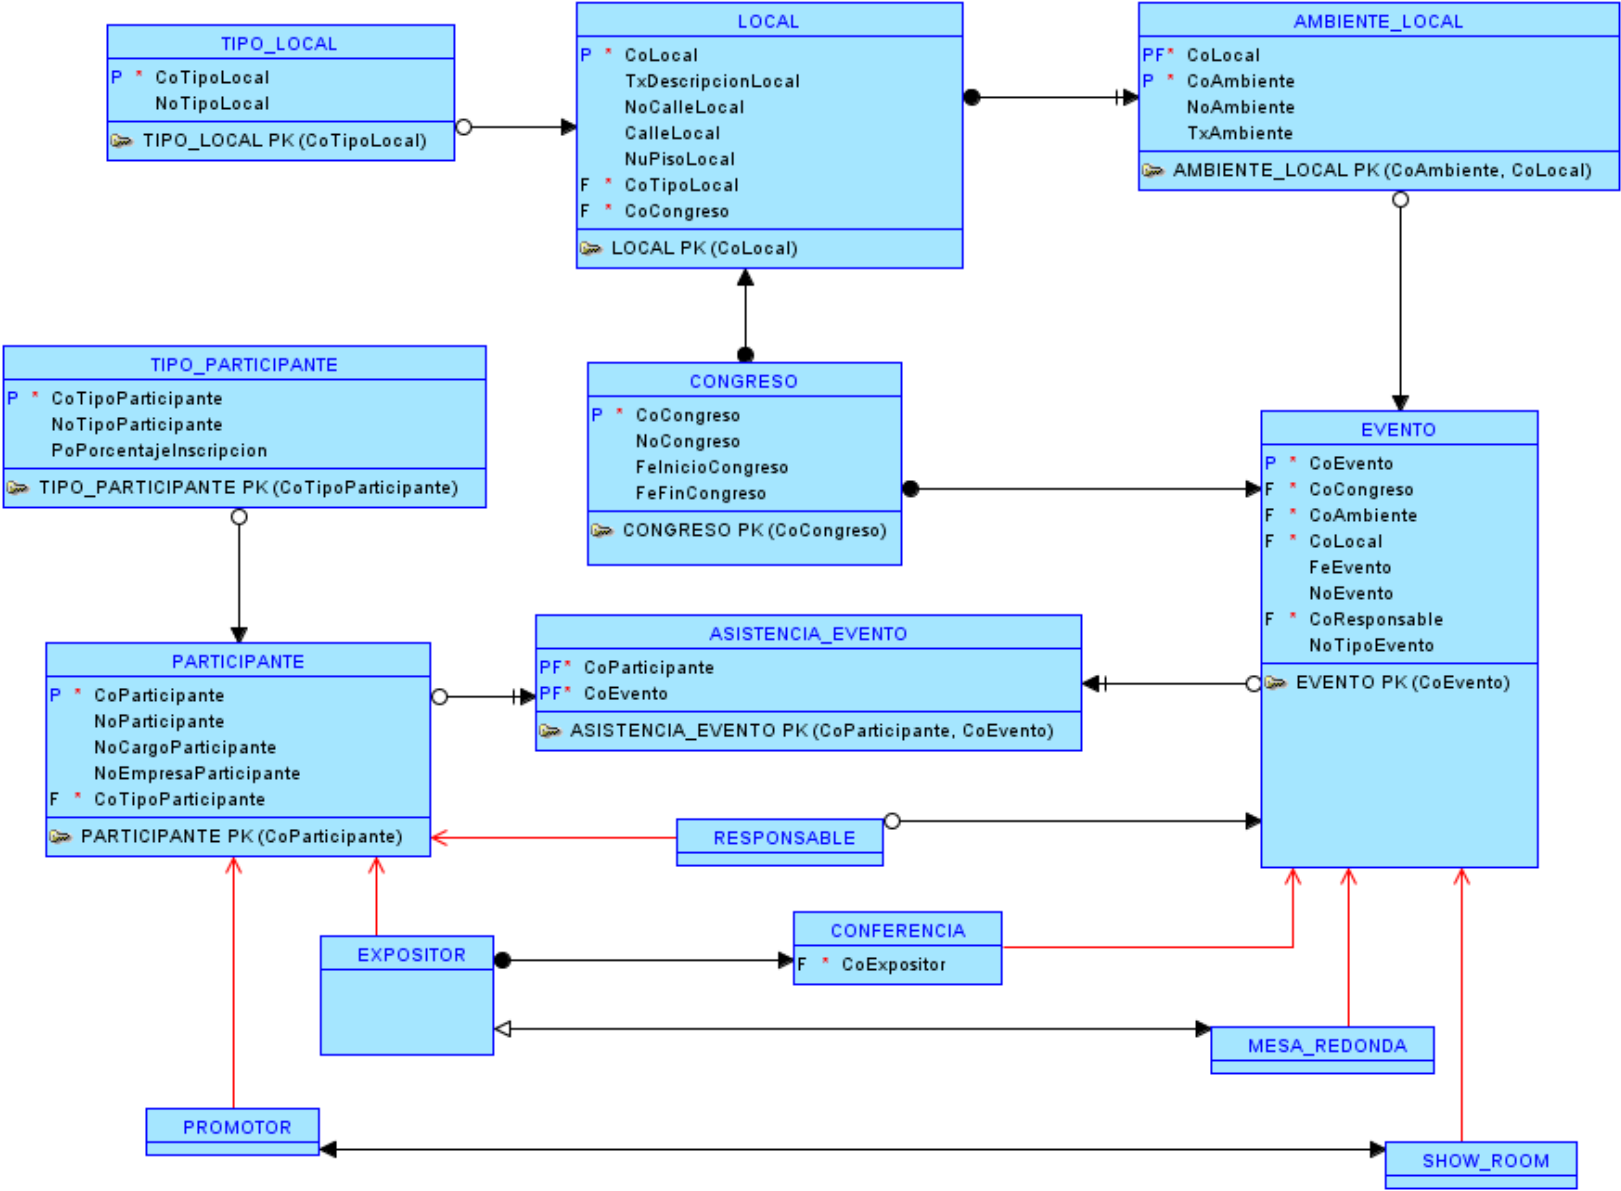 TIPO_LOCAL
P * CoTipoLocal
NoTipoLocal
TIPO_LOCAL PK (CoTipoLocal)
LOCAL
P * CoLocal
TxDescripcionLocal
NoCalleLocal
CalleLocal
NuPisoLocal
F * CoTipoLocal
F * CoCongreso
LOCAL PK (CoLocal)
AMBIENTE_LOCAL
PF* CoLocal
P * CoAmbiente
NoAmbiente
TxAmbiente
AMBIENTE_LOCAL PK (CoAmbiente, CoLocal)
TIPO_PARTICIPANTE
P * CoTipoParticipante
NoTipoParticipante
PoPorcentajeInscripcion
TIPO_PARTICIPANTE PK (CoTipoParticipante)
CONGRESO
P * CoCongreso
NoCongreso
FeInicioCongreso
FeFinCongreso
CONGRESO PK (CoCongreso)
EVENTO
P * CoEvento
F * CoCongreso
F * CoAmbiente
F * CoLocal
FeEvento
NoEvento
F * CoResponsable
NoTipoEvento
EVENTO PK (CoEvento)
PARTICIPANTE
P * CoParticipante
NoParticipante
NoCargoParticipante
NoEmpresaParticipante
F * CoTipoParticipante
PARTICIPANTE PK (CoParticipante)
ASISTENCIA_EVENTO
PF* CoParticipante
PF* CoEvento
ASISTENCIA_EVENTO PK (CoParticipante, CoEvento)
RESPONSABLE
EXPOSITOR
CONFERENCIA
F * CoExpositor
MESA_REDONDA
PROMOTOR
SHOW_ROOM